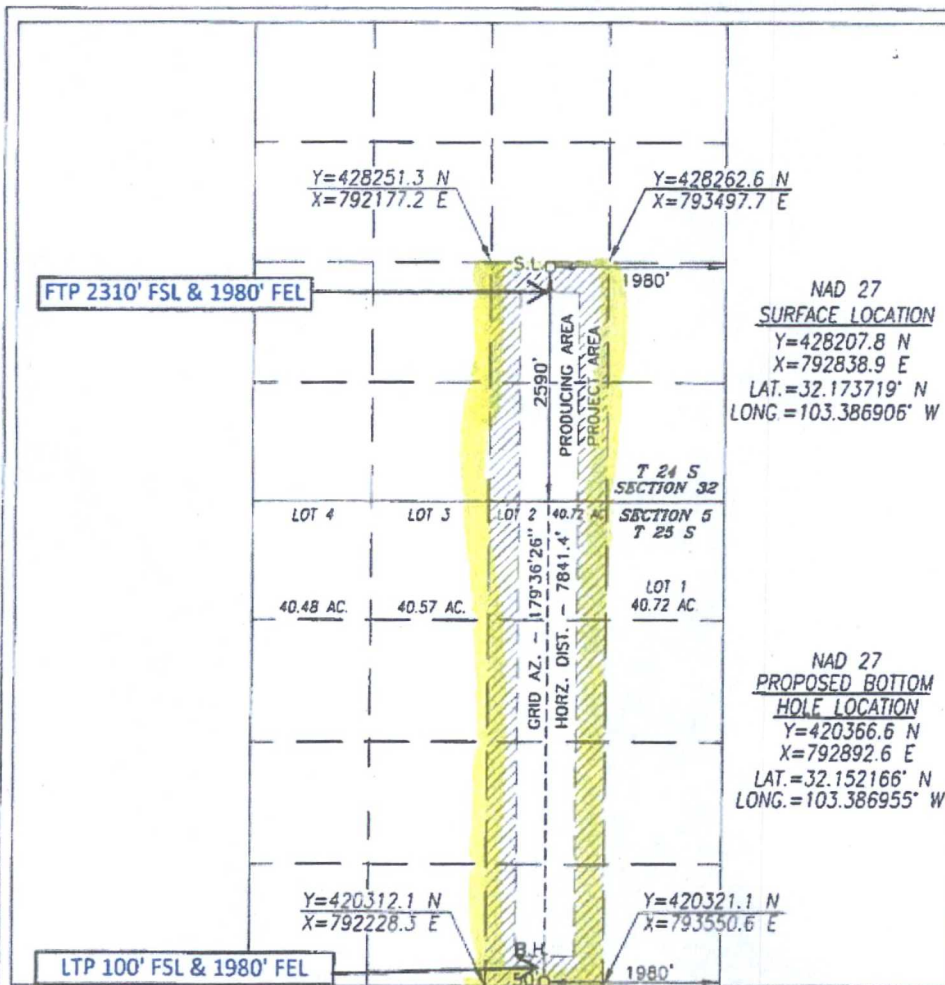 Y=428251.3 N
X=792177.2 E
Y=428262.6 N
X=793497.7 E
S.L.
1980'
FTP 2310' FSL & 1980' FEL
NAD 27
SURFACE LOCATION
Y=428207.8 N
X=792838.9 E
LAT.=32.173719° N
LONG.=103.386906° W
2590'
PRODUCING AREA
PROJECT AREA
T 24 S
SECTION 32
LOT 4
LOT 3
LOT 2
40.72 AC.
SECTION 5
T 25 S
GRID AZ. - 179°36'26"
HORZ. DIST. - 7841.4'
LOT 1
40.72 AC.
40.48 AC.
40.57 AC.
NAD 27
PROPOSED BOTTOM
HOLE LOCATION
Y=420366.6 N
X=792892.6 E
LAT.=32.152166° N
LONG.=103.386955° W
Y=420312.1 N
X=792228.3 E
Y=420321.1 N
X=793550.6 E
B.H.
LTP 100' FSL & 1980' FEL
50'
1980'